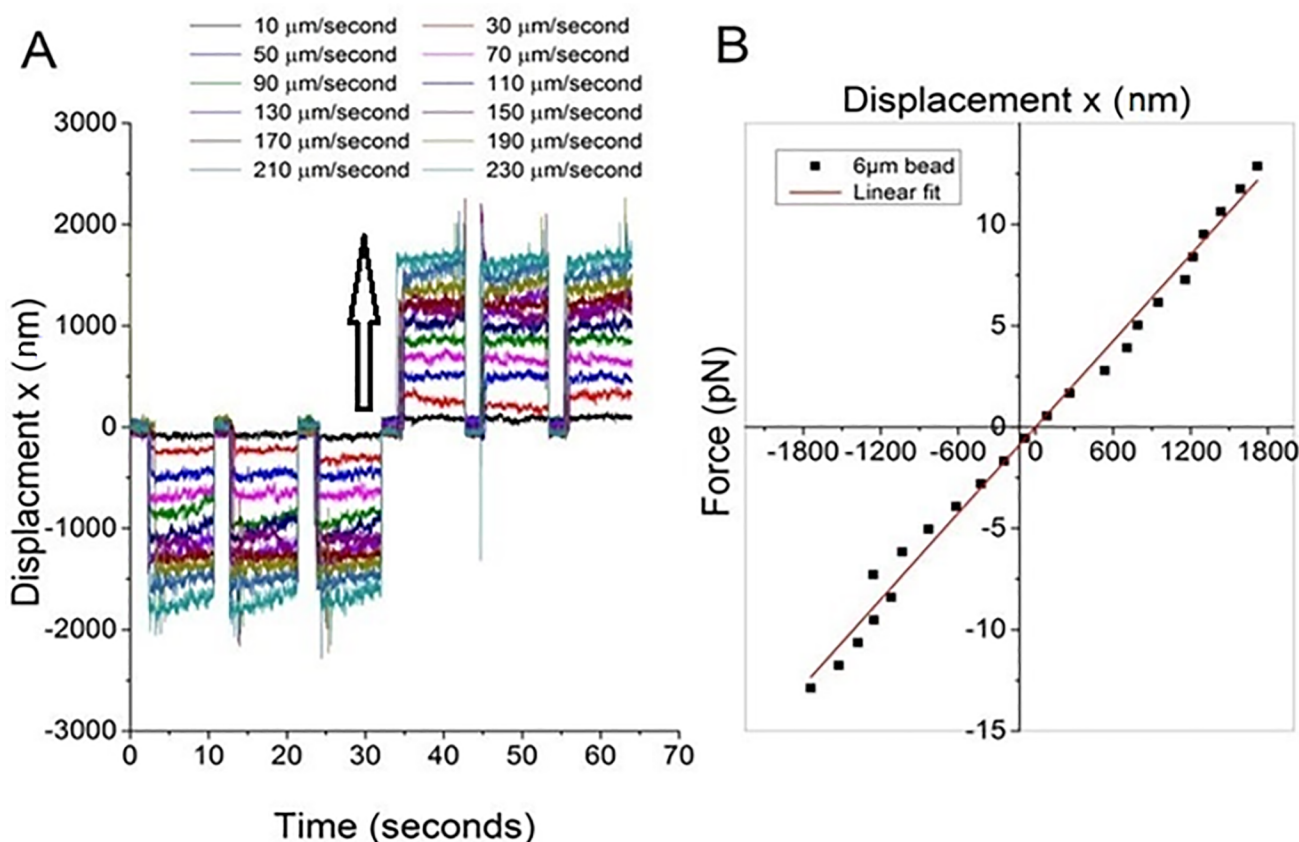 A
10 μm/second 30 μm/second
50 μm/second 70 μm/second
90 μm/second 110 μm/second
130 μm/second 150 μm/second
170 μm/second 190 μm/second
210 μm/second 230 μm/second
3000
2000
1000
0
-1000
-2000
-3000
Displacment x (nm)
0 10 20 30 40 50 60 70
Time (seconds)
B
Displacement x (nm)
6μm bead
Linear fit
10
5
0
-5
-10
-15
Force (pN)
-1800 -1200 -600 0 600 1200 1800